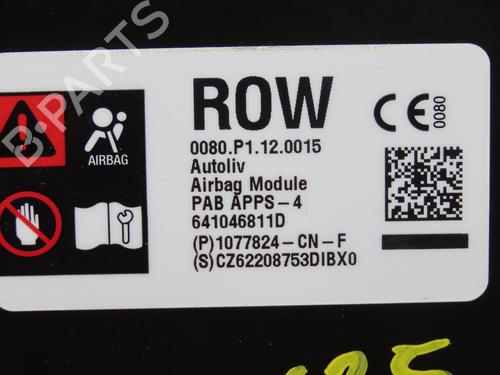 ROW
0080.P1.12.0015
Autoliv
Airbag Module
PAB APPS-4
641046811D
(P)1077824-CN-F
(S)CZ62208753DIBX0
CE 0080
AIRBAG
B-PARTS